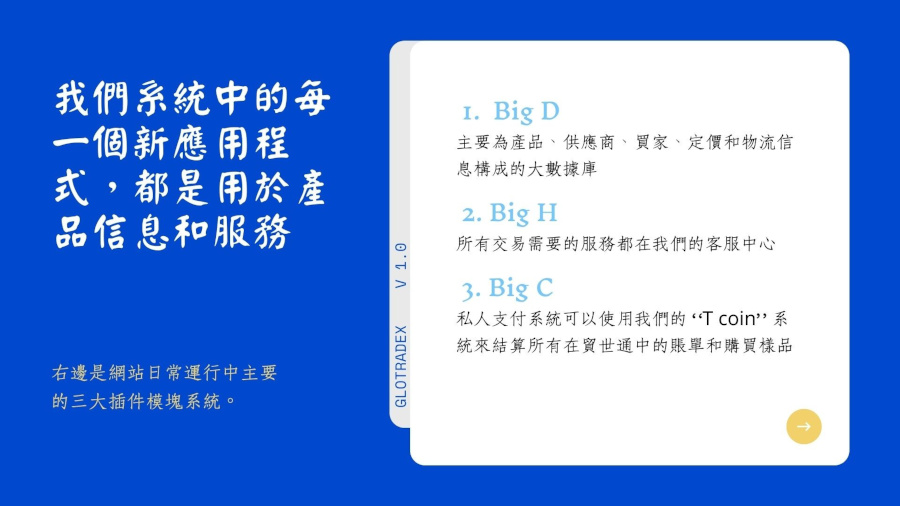 我們系統中的每
一個新應用程
式，都是用於產
品信息和服務
右邊是網站日常運行中主要
的三大插件模塊系統。
GLOTRADEX V 1.0
1. Big D
主要為產品、供應商、買家、定價和物流信
息構成的大數據庫
2. Big H
所有交易需要的服務都在我們的客服中心
3. Big C
私人支付系統可以使用我們的 “T coin” 系
統來結算所有在貿世通中的賬單和購買樣品